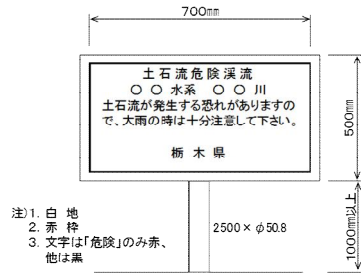 700mm
土石流危険渓流
○○水系 ○○川
土石流が発生する恐れがありますの
で、大雨の時は十分注意して下さい。
栃木県
500mm
1000mm以上
2500×φ50.8
注)1. 白 地
2. 赤 枠
3. 文字は「危険」のみ赤、
他は黒